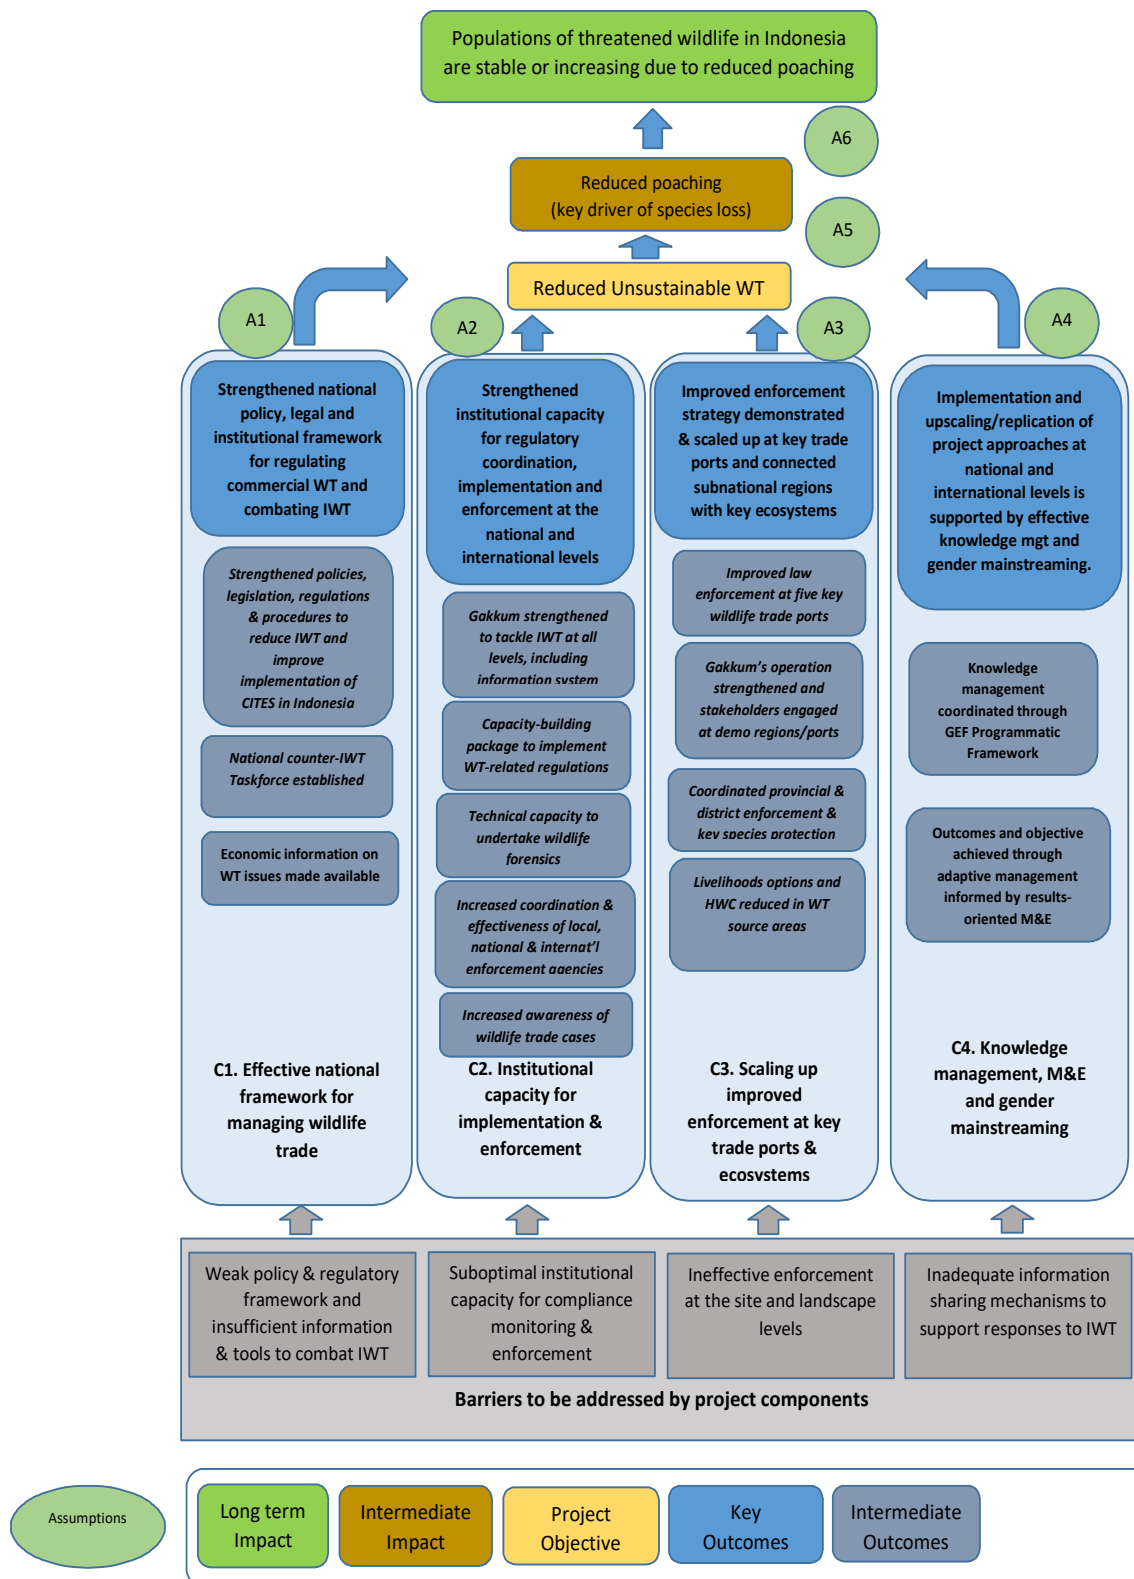 Populations of threatened wildlife in Indonesia
are stable or increasing due to reduced poaching
A6
Reduced poaching
(key driver of species loss)
A5
Reduced Unsustainable WT
A1
A2
A3
A4
Strengthened national
policy, legal and
institutional framework
for regulating
commercial WT and
combating IWT
Strengthened policies,
legislation, regulations
& procedures to
reduce IWT and
improve
implementation of
CITES in Indonesia
National counter-IWT
Taskforce established
Economic information on
WT issues made available
C1. Effective national
framework for
managing wildlife
trade
Strengthened
institutional capacity
for regulatory
coordination,
implementation and
enforcement at the
national and
international levels
Gakkum strengthened
to tackle IWT at all
levels, including
information system
Capacity-building
package to implement
WT-related regulations
Technical capacity to
undertake wildlife
forensics
Increased coordination &
effectiveness of local,
national & internat'l
enforcement agencies
Increased awareness of
wildlife trade cases
C2. Institutional
capacity for
implementation &
enforcement
Improved enforcement
strategy demonstrated
& scaled up at key trade
ports and connected
subnational regions
with key ecosystems
Improved law
enforcement at five key
wildlife trade ports
Gakkum's operation
strengthened and
stakeholders engaged
at demo regions/ports
Coordinated provincial &
district enforcement &
key species protection
Livelihoods options and
HWC reduced in WT
source areas
C3. Scaling up
improved
enforcement at key
trade ports &
ecosystems
Implementation and
upscaling/replication of
project approaches at
national and
international levels is
supported by effective
knowledge mgt and
gender mainstreaming.
Knowledge
management
coordinated through
GEF Programmatic
Framework
Outcomes and objective
achieved through
adaptive management
informed by results-
oriented M&E
C4. Knowledge
management, M&E
and gender
mainstreaming
Weak policy & regulatory
framework and
insufficient information
& tools to combat IWT
Suboptimal institutional
capacity for compliance
monitoring &
enforcement
Ineffective enforcement
at the site and landscape
levels
Inadequate information
sharing mechanisms to
support responses to IWT
Barriers to be addressed by project components
Assumptions
Long term
Impact
Intermediate
Impact
Project
Objective
Key
Outcomes
Intermediate
Outcomes